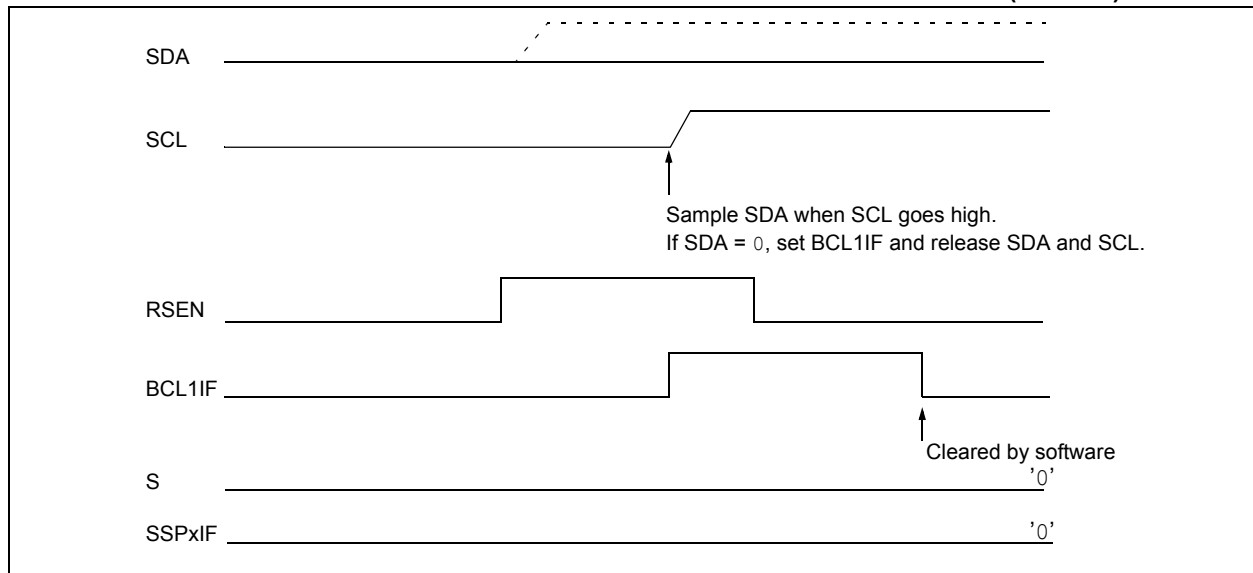 SDA
SCL
Sample SDA when SCL goes high.
If SDA = 0, set BCL1IF and release SDA and SCL.
RSEN
BCL1IF
Cleared by software
S
'0'
SSPxIF
'0'